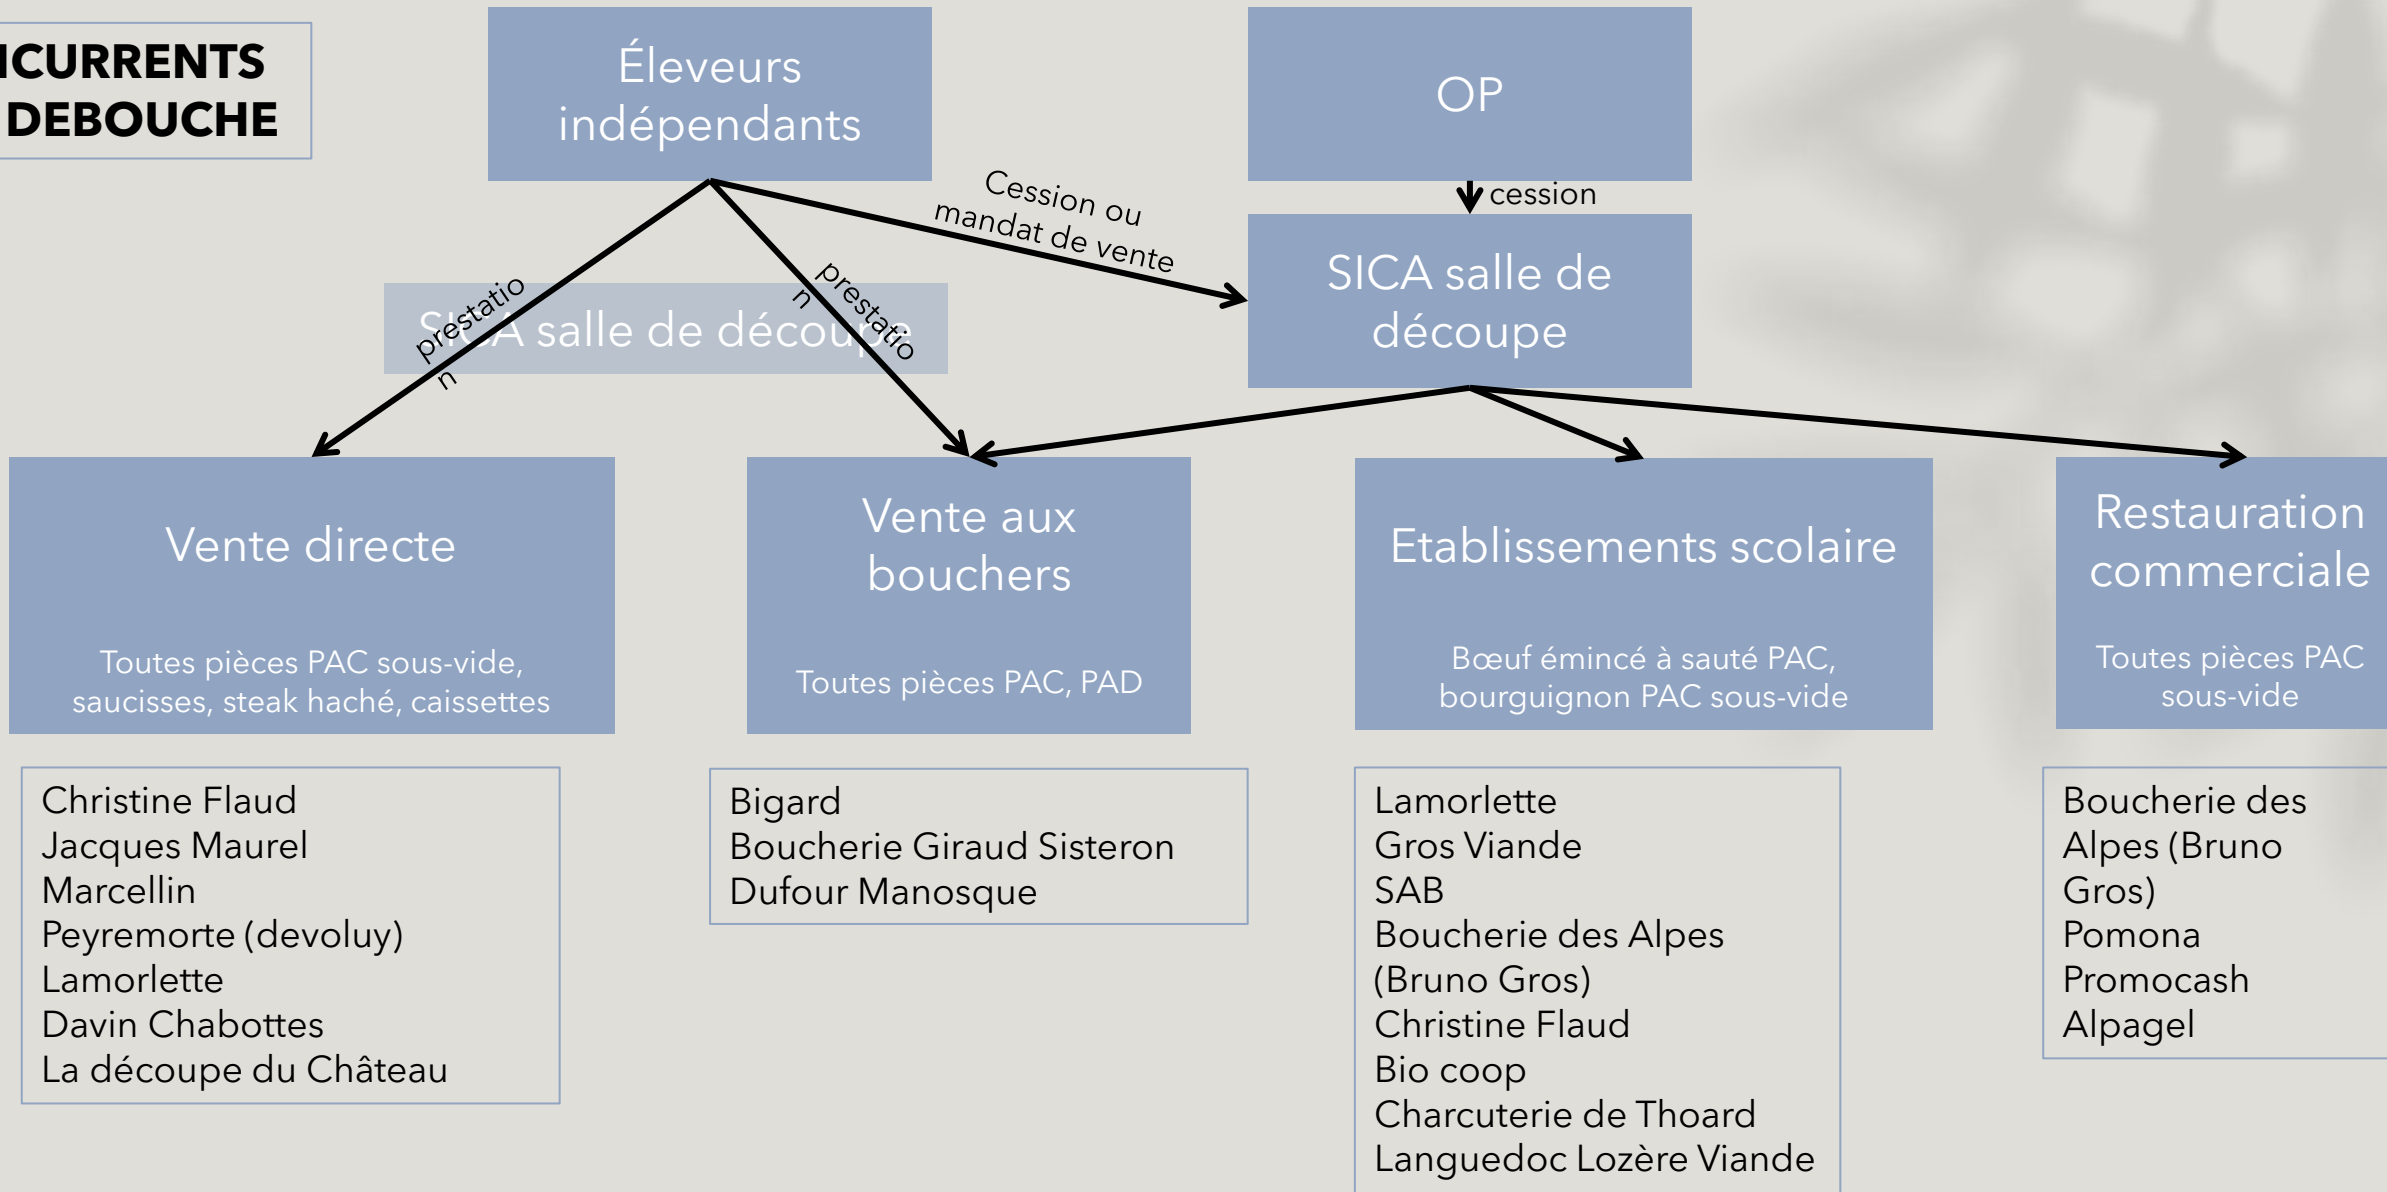 ICURRENTS
DEBOUCHE
Éleveurs
indépendants
OP
Cession ou
mandat de vente
cession
SICA salle de
découpe
prestatio
n
prestatio
n
SICA salle de découpe
Vente directe
Toutes pièces PAC sous-vide,
saucisses, steak haché, caissettes
Vente aux
bouchers
Toutes pièces PAC, PAD
Etablissements scolaire
Bœuf émincé à sauté PAC,
bourguignon PAC sous-vide
Restauration
commerciale
Toutes pièces PAC
sous-vide
Christine Flaud
Jacques Maurel
Marcellin
Peyremorte (devoluy)
Lamorlette
Davin Chabottes
La découpe du Château
Bigard
Boucherie Giraud Sisteron
Dufour Manosque
Lamorlette
Gros Viande
SAB
Boucherie des Alpes
(Bruno Gros)
Christine Flaud
Bio coop
Charcuterie de Thoard
Languedoc Lozère Viande
Boucherie des
Alpes (Bruno
Gros)
Pomona
Promocash
Alpagel